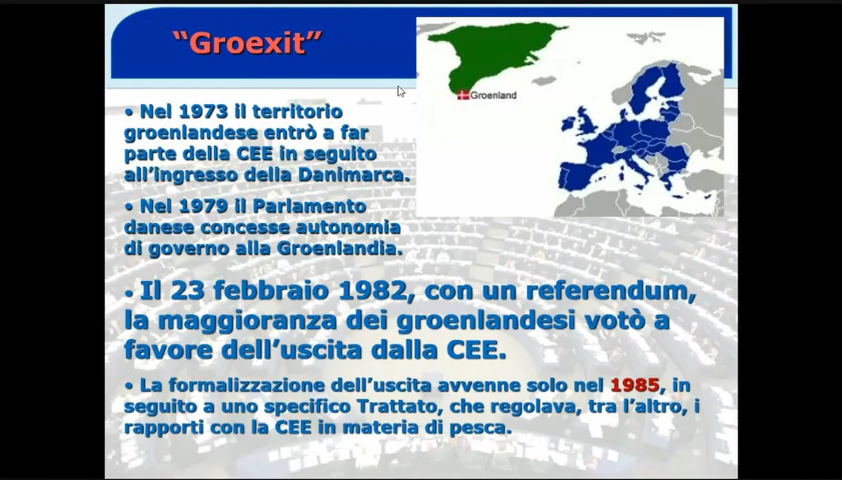 “Groexit”
Groenland
• Nel 1973 il territorio
groenlandese entrò a far
parte della CEE in seguito
all’ingresso della Danimarca.
• Nel 1979 il Parlamento
danese concesse autonomia
di governo alla Groenlandia.
• Il 23 febbraio 1982, con un referendum,
la maggioranza dei groenlandesi votò a
favore dell’uscita dalla CEE.
• La formalizzazione dell’uscita avvenne solo nel 1985, in
seguito a uno specifico Trattato, che regolava, tra l’altro, i
rapporti con la CEE in materia di pesca.